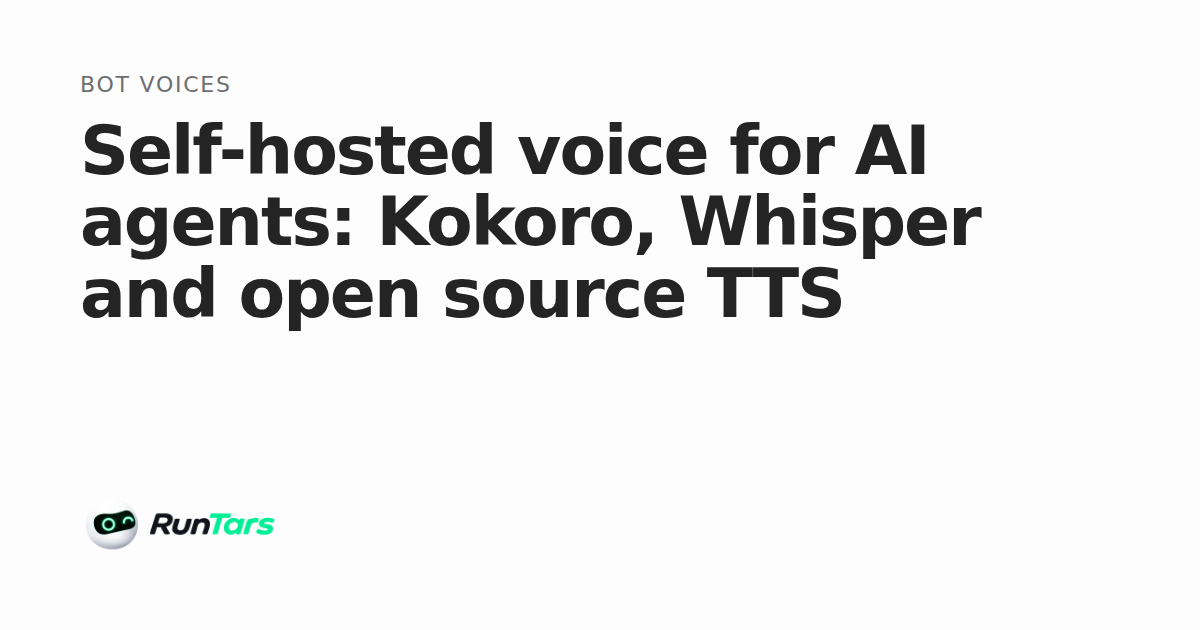 BOT VOICES
Self-hosted voice for AI
agents: Kokoro, Whisper
and open source TTS
RunTars